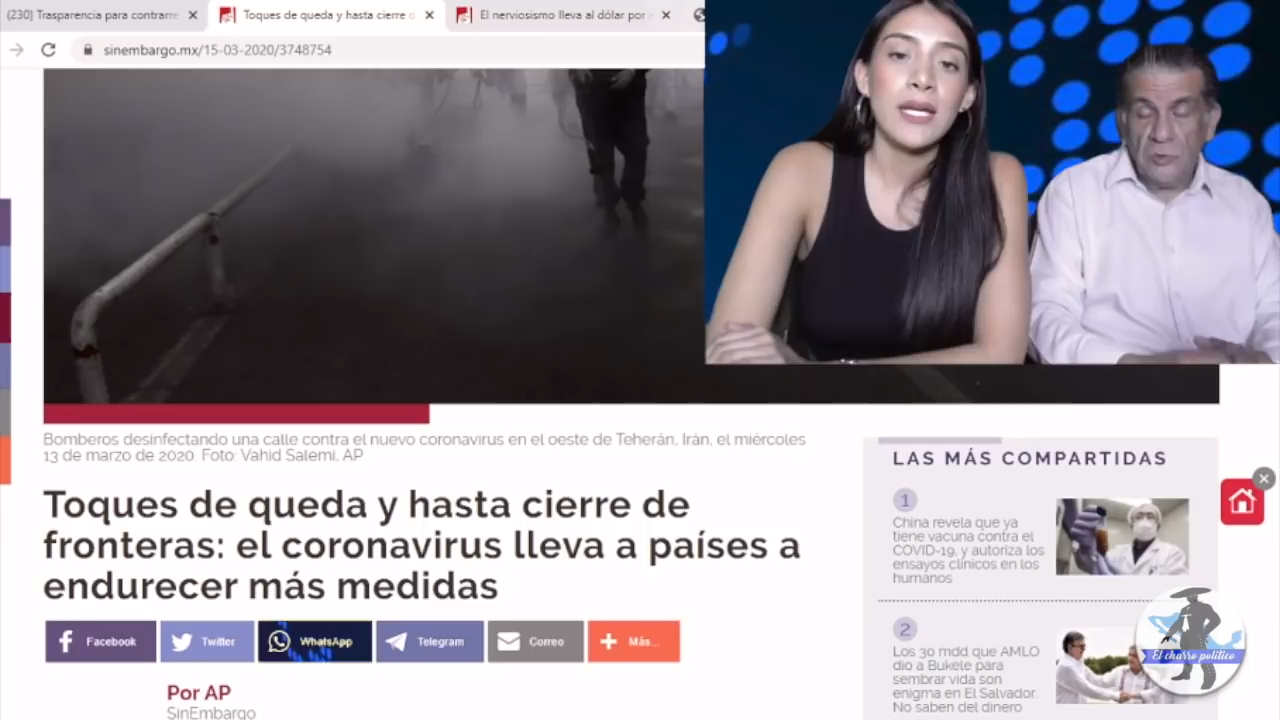 (230) Trasparencia para contrarre
Toques de queda y hasta cierre d
El nerviosismo lleva al dólar por
sinembargo.mx/15-03-2020/3748754
Bomberos desinfectando una calle contra el nuevo coronavirus en el oeste de Teherán, Irán, el miércoles
13 de marzo de 2020. Foto: Vahid Salemi, AP
Toques de queda y hasta cierre de
fronteras: el coronavirus lleva a países a
endurecer más medidas
Facebook
Twitter
WhatsApp
Telegram
Correo
Más...
Por AP
SinEmbargo
LAS MÁS COMPARTIDAS
1
China revela que ya
tiene vacuna contra el
COVID-19, y autoriza los
ensayos clínicos en los
humanos
2
Los 30 mdd que AMLO
dio a Bukele para
sembrar vida son
enigma en El Salvador.
No saben del dinero
El charro político